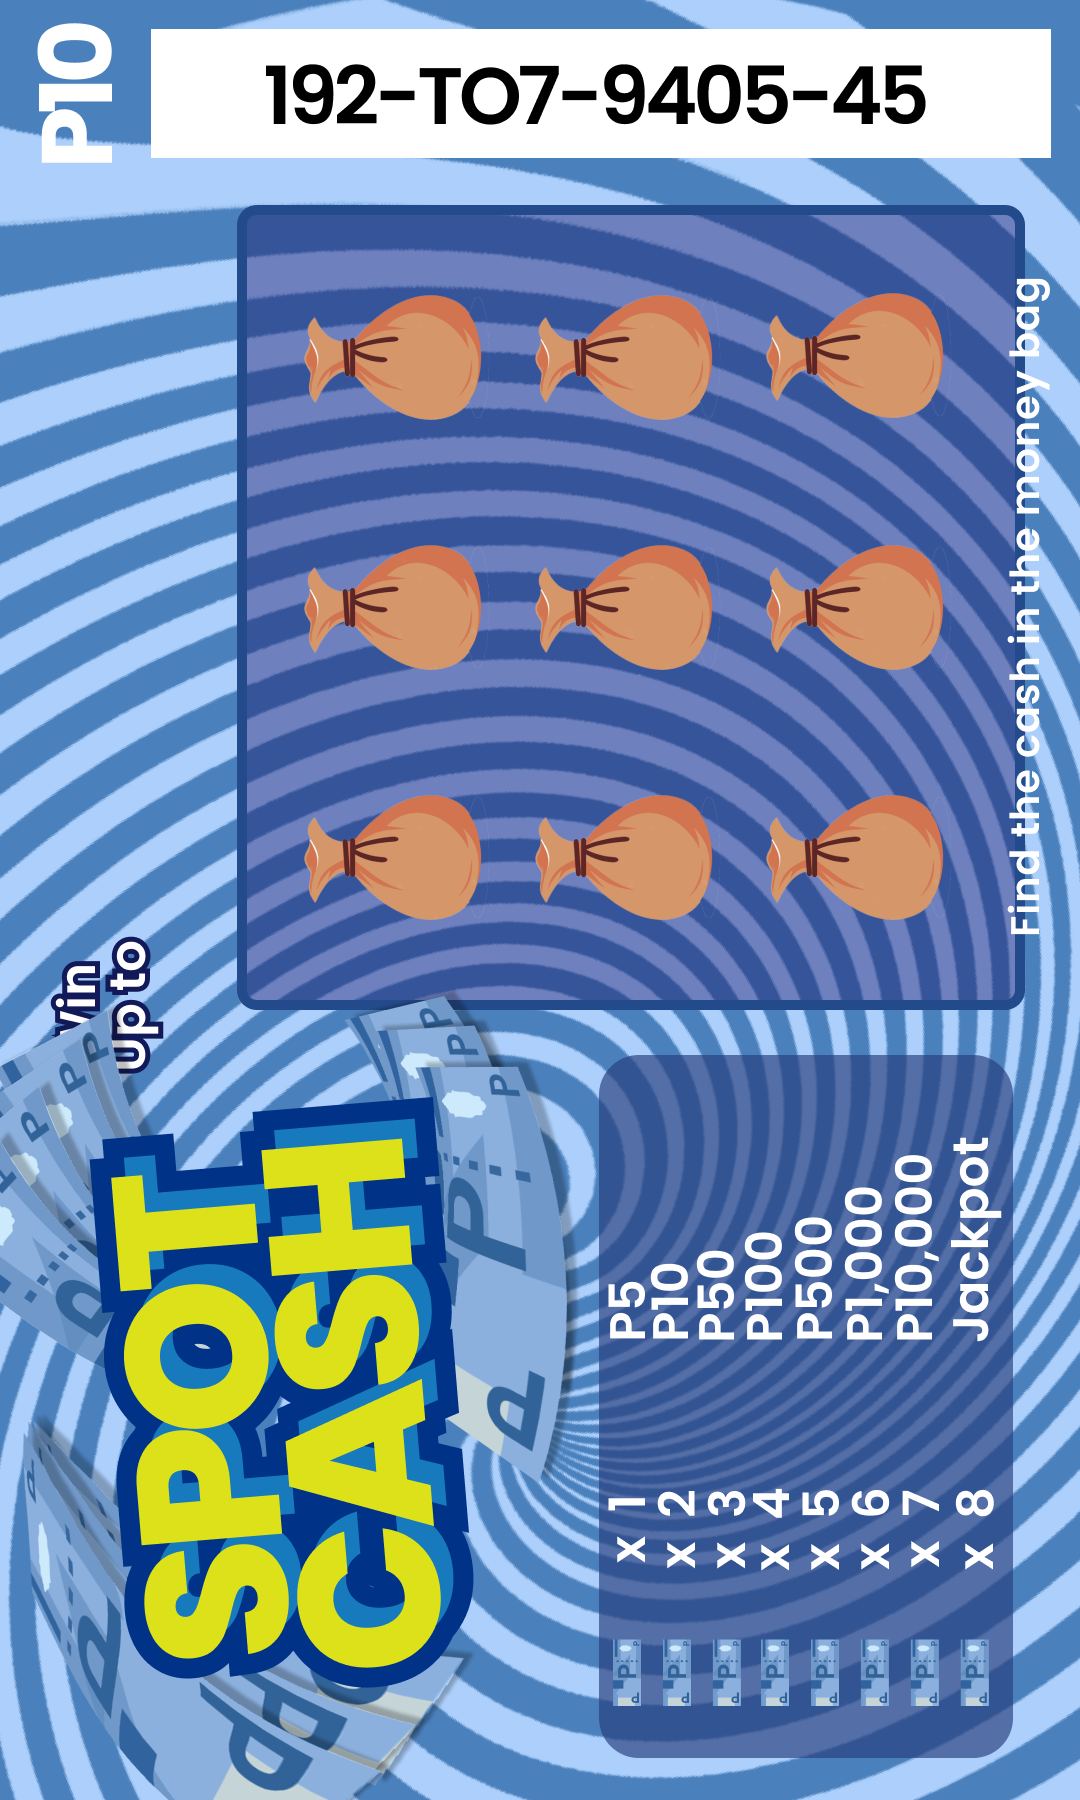 P10
192-TO7-9405-45
Win
up to
SPOT
CASH
Find the cash in the money bag
x 1 P5
x 2 P10
x 3 P50
x 4 P100
x 5 P500
x 6 P1,000
x 7 P10,000
x 8 Jackpot